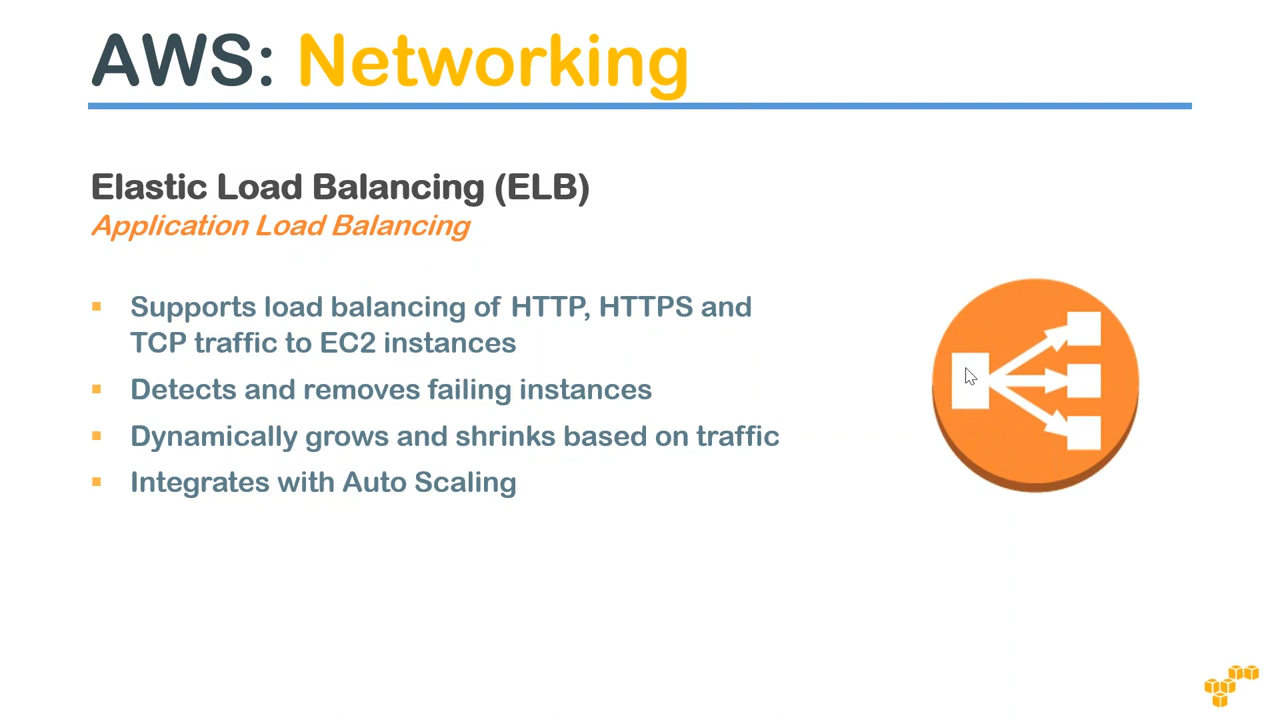 AWS: Networking
Elastic Load Balancing (ELB)
Application Load Balancing
Supports load balancing of HTTP, HTTPS and
TCP traffic to EC2 instances
Detects and removes failing instances
Dynamically grows and shrinks based on traffic
Integrates with Auto Scaling